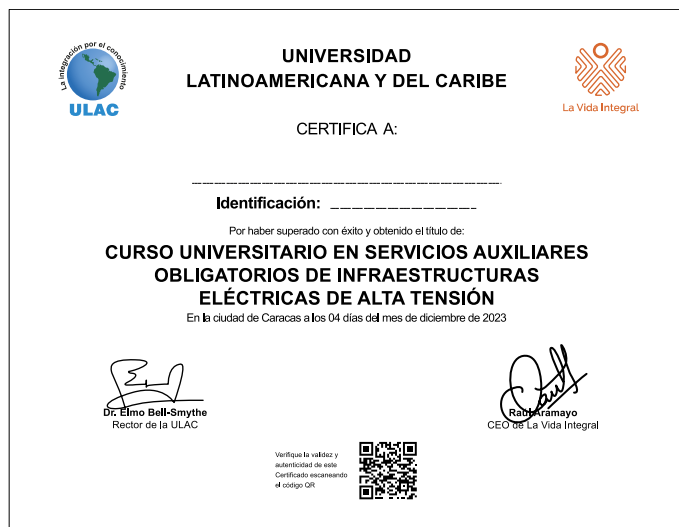 La integración por el conocimiento
ULAC
UNIVERSIDAD
LATINOAMERICANA Y DEL CARIBE
La Vida Integral
CERTIFICA A:
Identificación:
Por haber superado con éxito y obtenido el título de:
CURSO UNIVERSITARIO EN SERVICIOS AUXILIARES
OBLIGATORIOS DE INFRAESTRUCTURAS
ELÉCTRICAS DE ALTA TENSIÓN
En la ciudad de Caracas a los 04 días del mes de diciembre de 2023
Dr. Elmo Bell-Smythe
Rector de la ULAC
Raúl Aramayo
CEO de La Vida Integral
Verifique la validez y
autenticidad de este
Certificado escaneando
el código QR